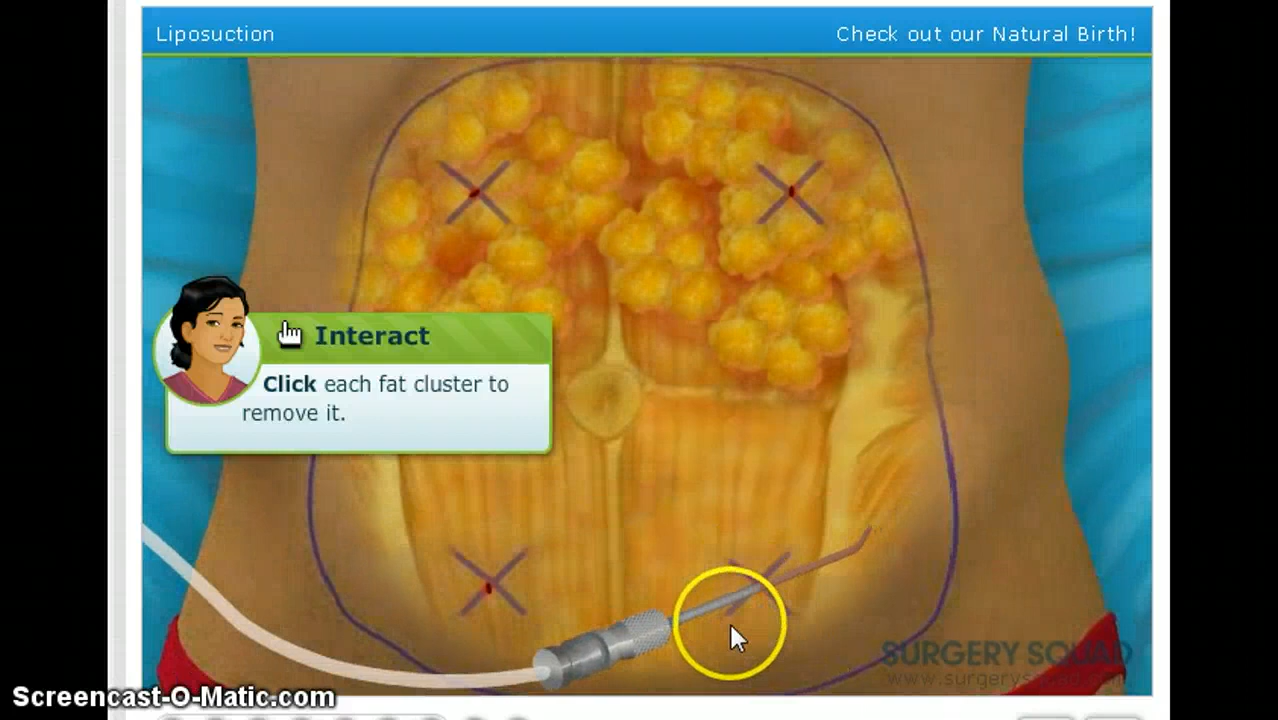 Liposuction
Check out our Natural Birth!
Interact
Click each fat cluster to
remove it.
SURGERY SQUAD
www.surgerysquad.com
Screencast-O-Matic.com